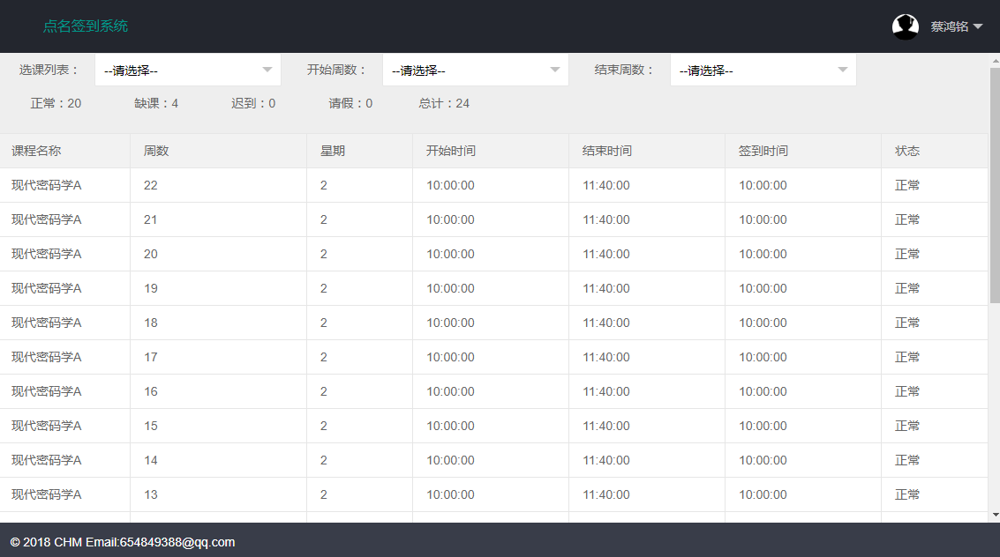 点名签到系统 蔡鸿铭
选课列表： --请选择-- 开始周数： --请选择-- 结束周数： --请选择--
正常：20 缺课：4 迟到：0 请假：0 总计：24
课程名称 周数 星期 开始时间 结束时间 签到时间 状态
现代密码学A 22 2 10:00:00 11:40:00 10:00:00 正常
现代密码学A 21 2 10:00:00 11:40:00 10:00:00 正常
现代密码学A 20 2 10:00:00 11:40:00 10:00:00 正常
现代密码学A 19 2 10:00:00 11:40:00 10:00:00 正常
现代密码学A 18 2 10:00:00 11:40:00 10:00:00 正常
现代密码学A 17 2 10:00:00 11:40:00 10:00:00 正常
现代密码学A 16 2 10:00:00 11:40:00 10:00:00 正常
现代密码学A 15 2 10:00:00 11:40:00 10:00:00 正常
现代密码学A 14 2 10:00:00 11:40:00 10:00:00 正常
现代密码学A 13 2 10:00:00 11:40:00 10:00:00 正常
© 2018 CHM Email:654849388@qq.com